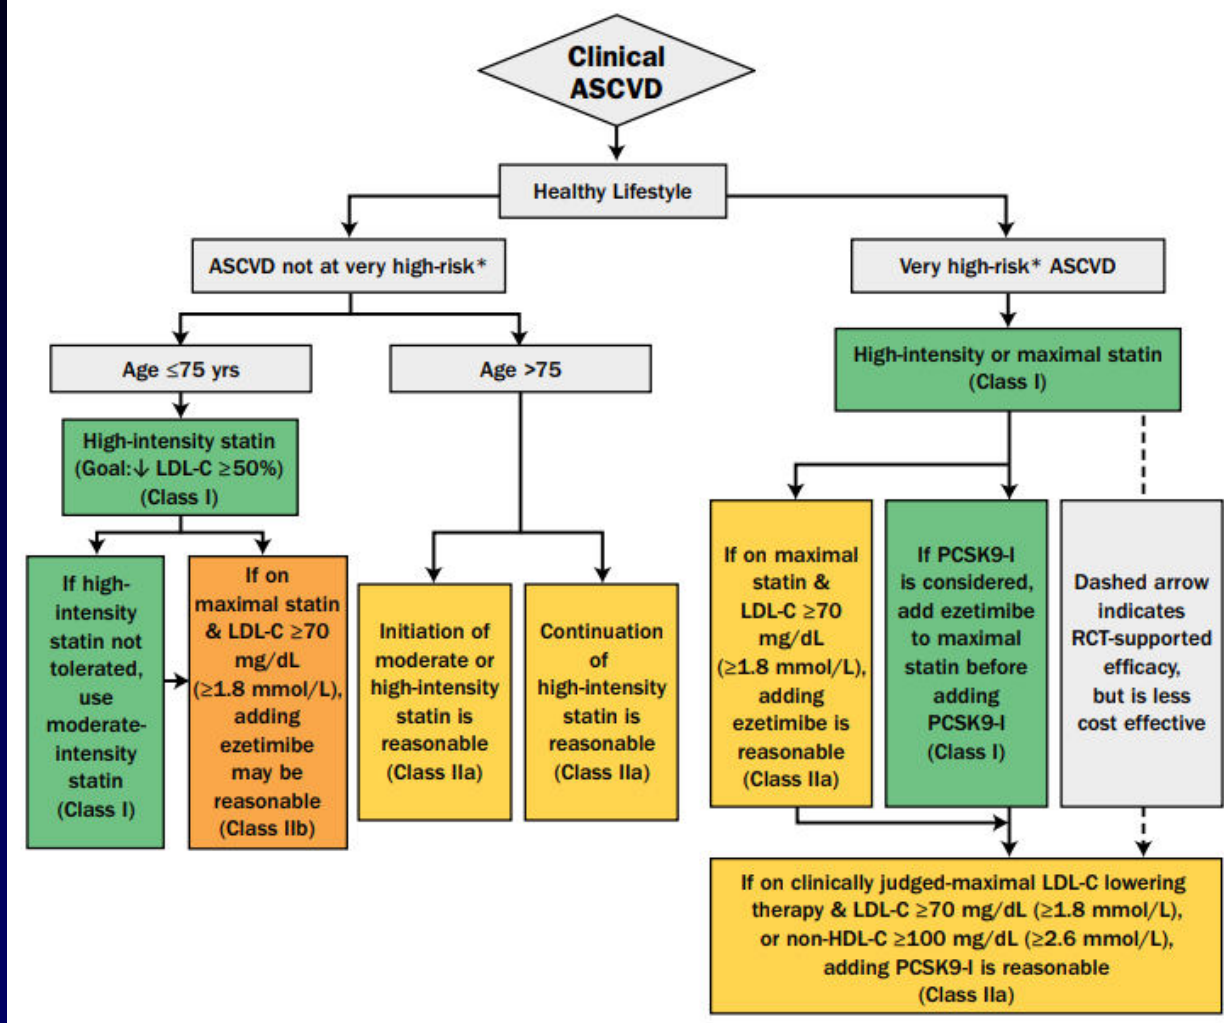 Clinical
ASCVD
Healthy Lifestyle
ASCVD not at very high-risk*
Very high-risk* ASCVD
Age ≤75 yrs
Age >75
High-intensity or maximal statin
(Class I)
High-intensity statin
(Goal:↓ LDL-C ≥50%)
(Class I)
If high-
intensity
statin not
tolerated,
use
moderate-
intensity
statin
(Class I)
If on
maximal statin
& LDL-C ≥70
mg/dL
(≥1.8 mmol/L),
adding
ezetimibe
may be
reasonable
(Class IIb)
Initiation of
moderate or
high-intensity
statin is
reasonable
(Class IIa)
Continuation
of
high-intensity
statin is
reasonable
(Class IIa)
If on maximal
statin &
LDL-C ≥70
mg/dL
(≥1.8 mmol/L),
adding
ezetimibe is
reasonable
(Class IIa)
If PCSK9-I
is considered,
add ezetimibe
to maximal
statin before
adding
PCSK9-I
(Class I)
Dashed arrow
indicates
RCT-supported
efficacy,
but is less
cost effective
If on clinically judged-maximal LDL-C lowering
therapy & LDL-C ≥70 mg/dL (≥1.8 mmol/L),
or non-HDL-C ≥100 mg/dL (≥2.6 mmol/L),
adding PCSK9-I is reasonable
(Class IIa)